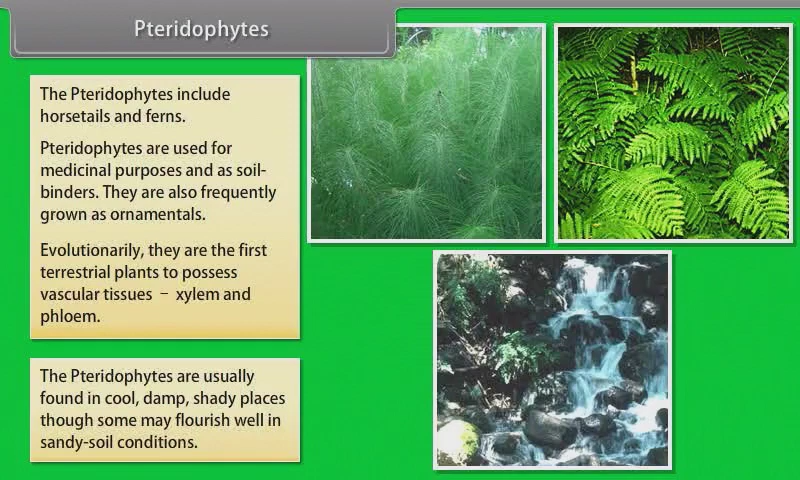 Pteridophytes
The Pteridophytes include
horsetails and ferns.
Pteridophytes are used for
medicinal purposes and as soil-
binders. They are also frequently
grown as ornamentals.
Evolutionarily, they are the first
terrestrial plants to possess
vascular tissues – xylem and
phloem.
The Pteridophytes are usually
found in cool, damp, shady places
though some may flourish well in
sandy-soil conditions.